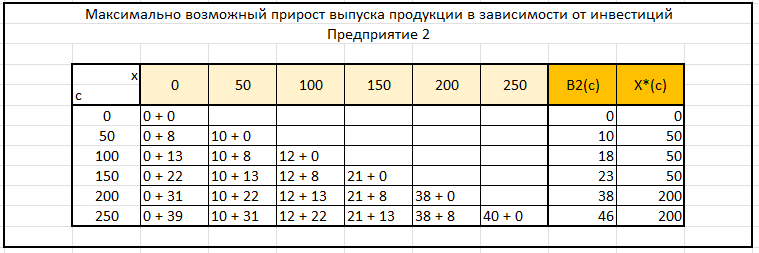 Максимально возможный прирост выпуска продукции в зависимости от инвестиций
Предприятие 2
x
c 0 50 100 150 200 250 B2(c) X*(c)
0 0 + 0 0 0
50 0 + 8 10 + 0 10 50
100 0 + 13 10 + 8 12 + 0 18 50
150 0 + 22 10 + 13 12 + 8 21 + 0 23 50
200 0 + 31 10 + 22 12 + 13 21 + 8 38 + 0 38 200
250 0 + 39 10 + 31 12 + 22 21 + 13 38 + 8 40 + 0 46 200